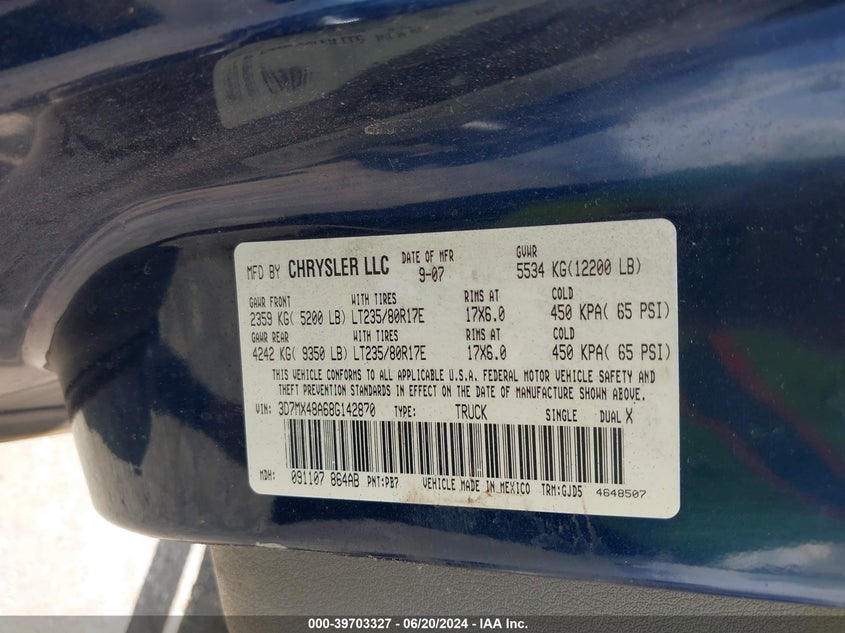 MFD BY CHRYSLER LLC DATE OF MFR 9-07 GVWR 5534 KG(12200 LB)
GAWR FRONT WITH TIRES RIMS AT COLD
2359 KG( 5200 LB) LT235/80R17E 17X6.0 450 KPA( 65 PSI)
GAWR REAR WITH TIRES RIMS AT COLD
4242 KG( 9350 LB) LT235/80R17E 17X6.0 450 KPA( 65 PSI)
THIS VEHICLE CONFORMS TO ALL APPLICABLE U.S.A. FEDERAL MOTOR VEHICLE SAFETY AND
THEFT PREVENTION STANDARDS IN EFFECT ON THE DATE OF MANUFACTURE SHOWN ABOVE.
VIN: 3D7MX48A68G142870 TYPE: TRUCK SINGLE DUAL X
MDH: 091107 864AB PNT:PB7 VEHICLE MADE IN MEXICO TRM:GJD5 4648507
000-39703327 - 06/20/2024 - IAAI.com